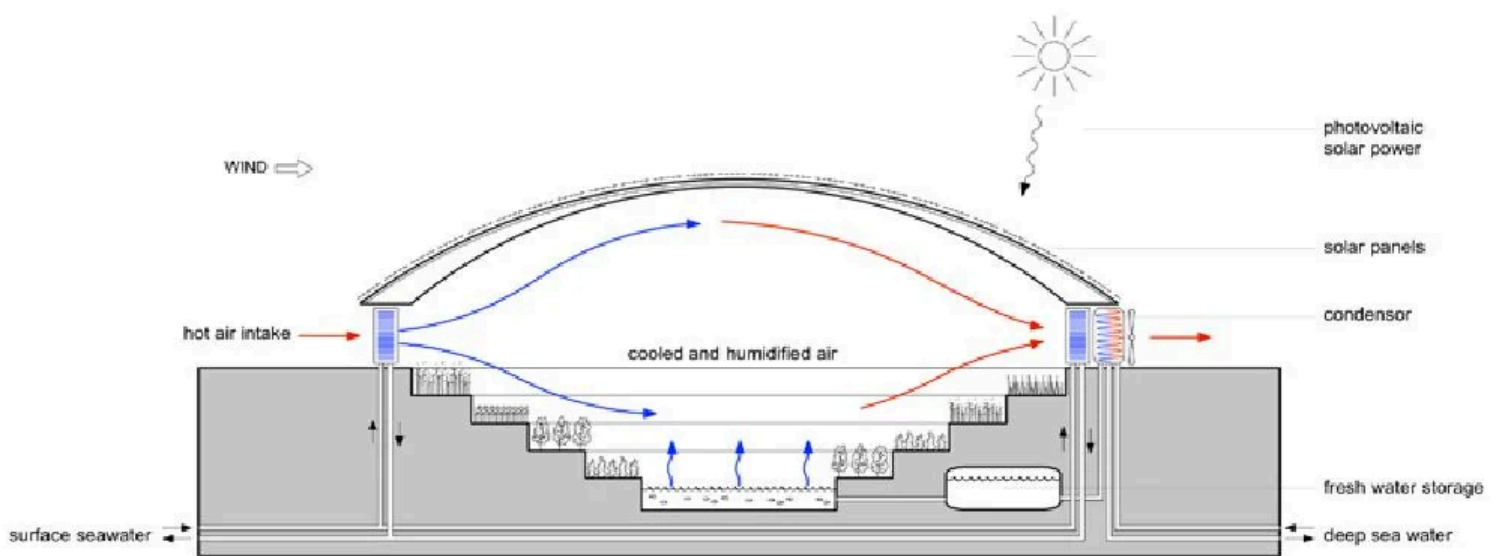 photovoltaic
solar power
WIND
solar panels
condensor
hot air intake
cooled and humidified air
fresh water storage
surface seawater
deep sea water